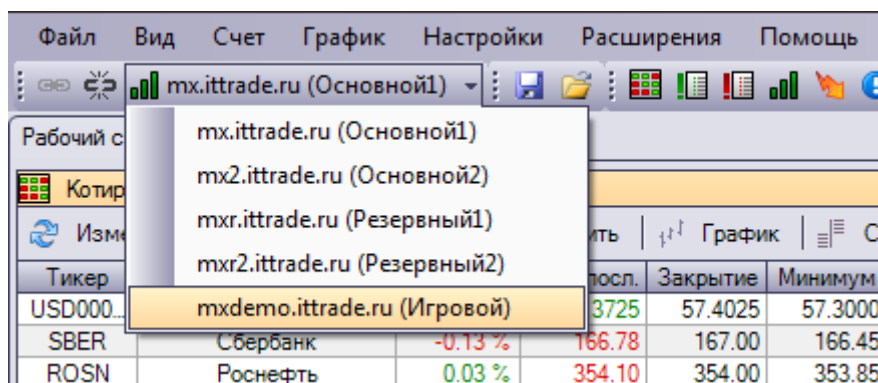 Файл Вид Счет График Настройки Расширения Помощь
mx.ittrade.ru (Основной1)
Рабочий с
mx.ittrade.ru (Основной1)
mx2.ittrade.ru (Основной2)
mxr.ittrade.ru (Резервный1)
mxr2.ittrade.ru (Резервный2)
mxdemo.ittrade.ru (Игровой)
Котир
Изме ить График С
Тикер посл. Закрытие Минимум
USD000... 3725 57.4025 57.3000
SBER Сбербанк -0.13 % 166.78 167.00 166.45
ROSN Роснефть 0.03 % 354.10 354.00 353.85